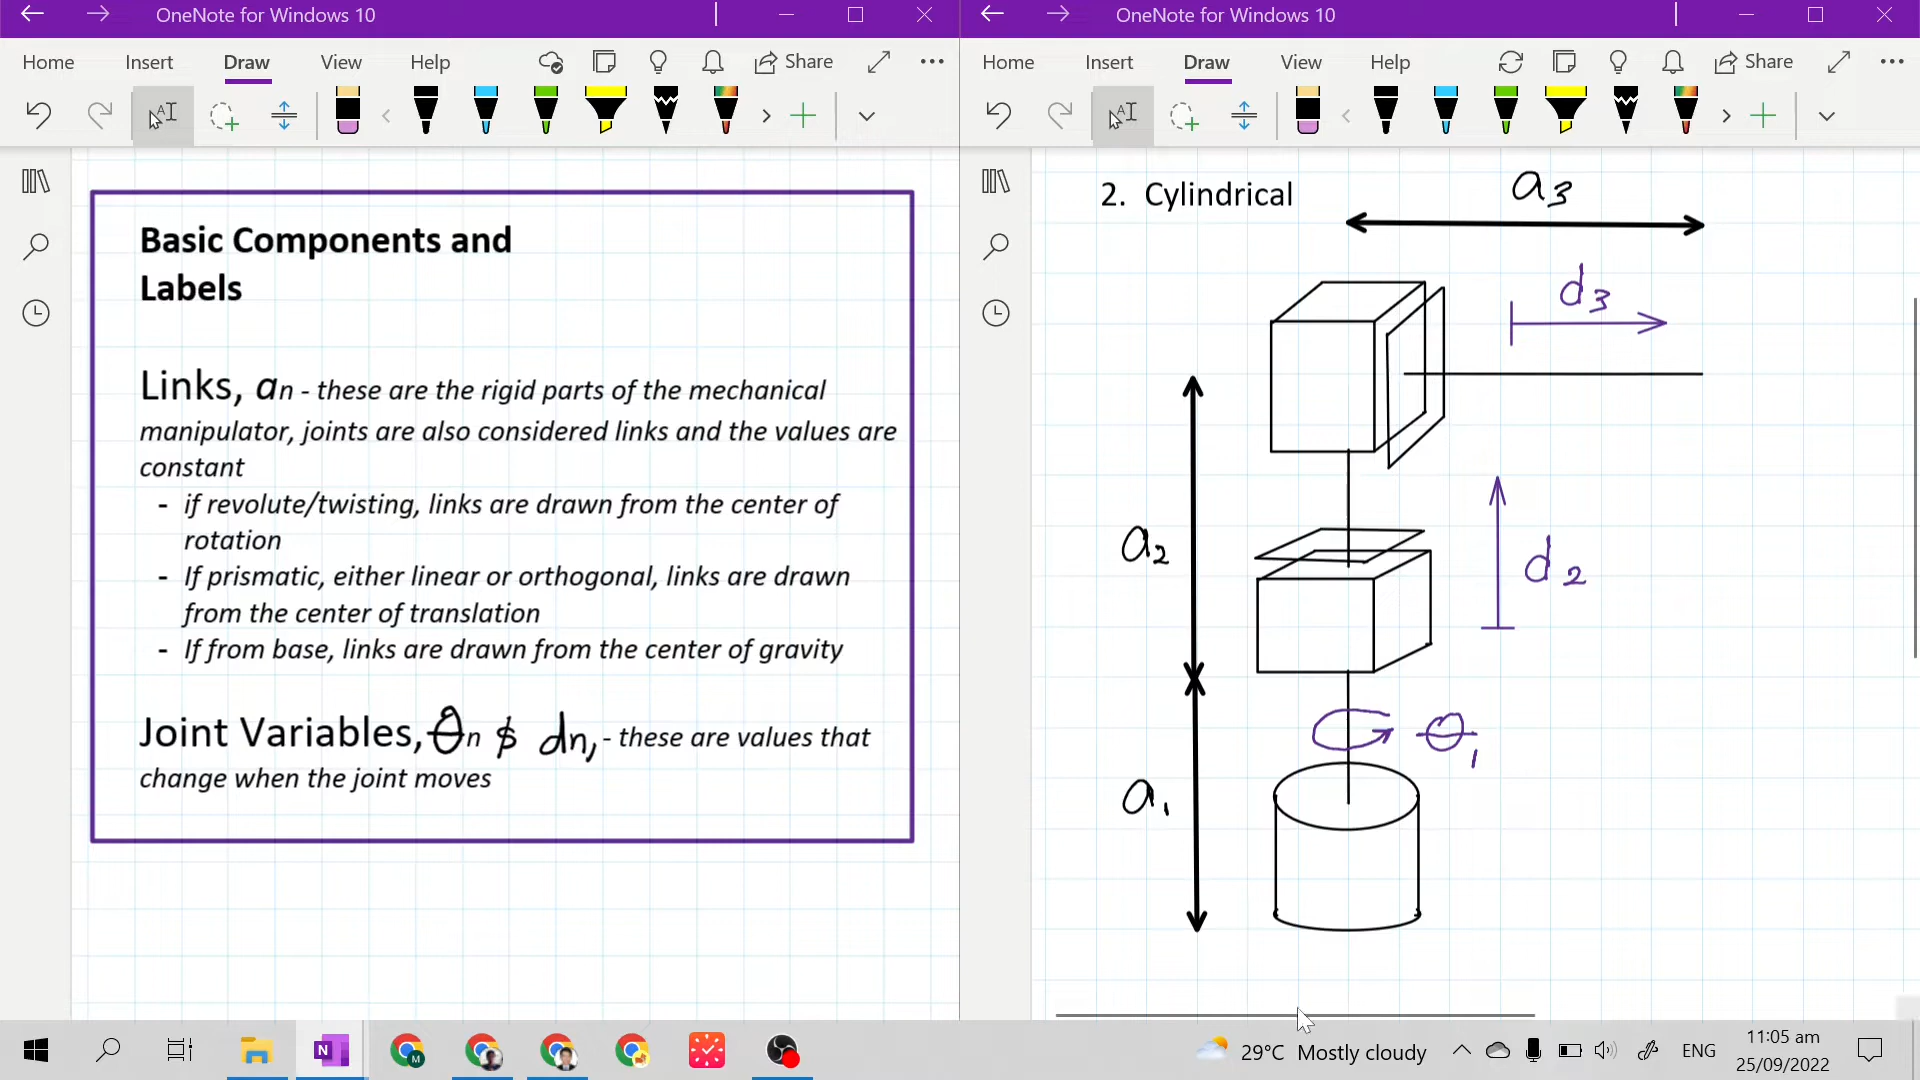 OneNote for Windows 10
Home Insert Draw View Help Share
Basic Components and
Labels
Links, an - these are the rigid parts of the mechanical
manipulator, joints are also considered links and the values are
constant
- if revolute/twisting, links are drawn from the center of
rotation
- If prismatic, either linear or orthogonal, links are drawn
from the center of translation
- If from base, links are drawn from the center of gravity
Joint Variables, θn $ dn, - these are values that
change when the joint moves
OneNote for Windows 10
Home Insert Draw View Help Share
2. Cylindrical
a3
d3
a2
d2
θ1
a1
29°C Mostly cloudy
ENG
11:05 am
25/09/2022